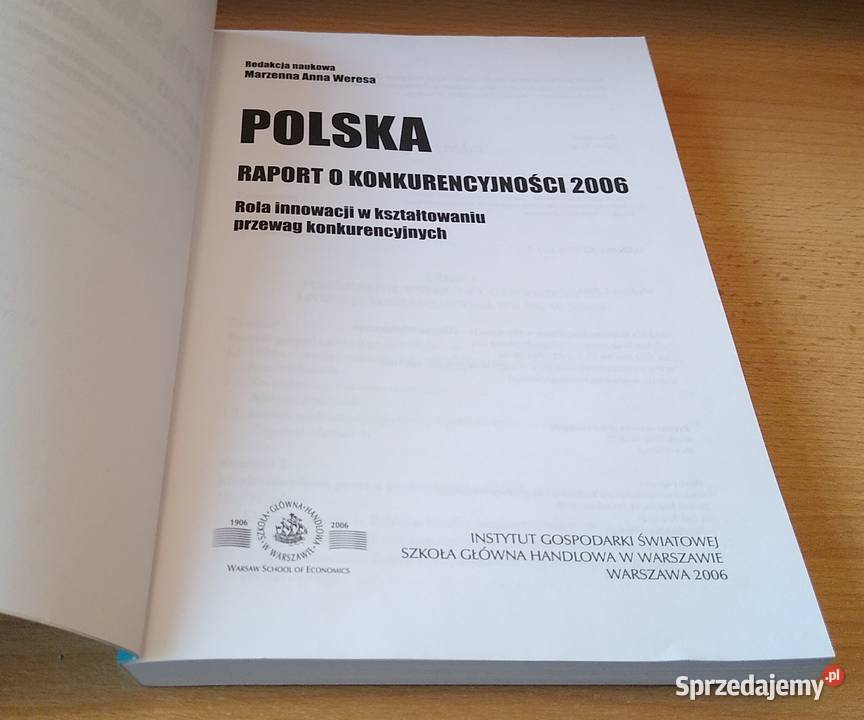 Redakcja naukowa
Marzenna Anna Weresa
POLSKA
RAPORT O KONKURENCYJNOŚCI 2006
Rola innowacji w kształtowaniu
przewag konkurencyjnych
1906
SZKOŁA · GŁÓWNA · HANDLOWA
W WARSZAWIE
2006
WARSAW SCHOOL OF ECONOMICS
INSTYTUT GOSPODARKI ŚWIATOWEJ
SZKOŁA GŁÓWNA HANDLOWA W WARSZAWIE
WARSZAWA 2006
Sprzedajemy.pl